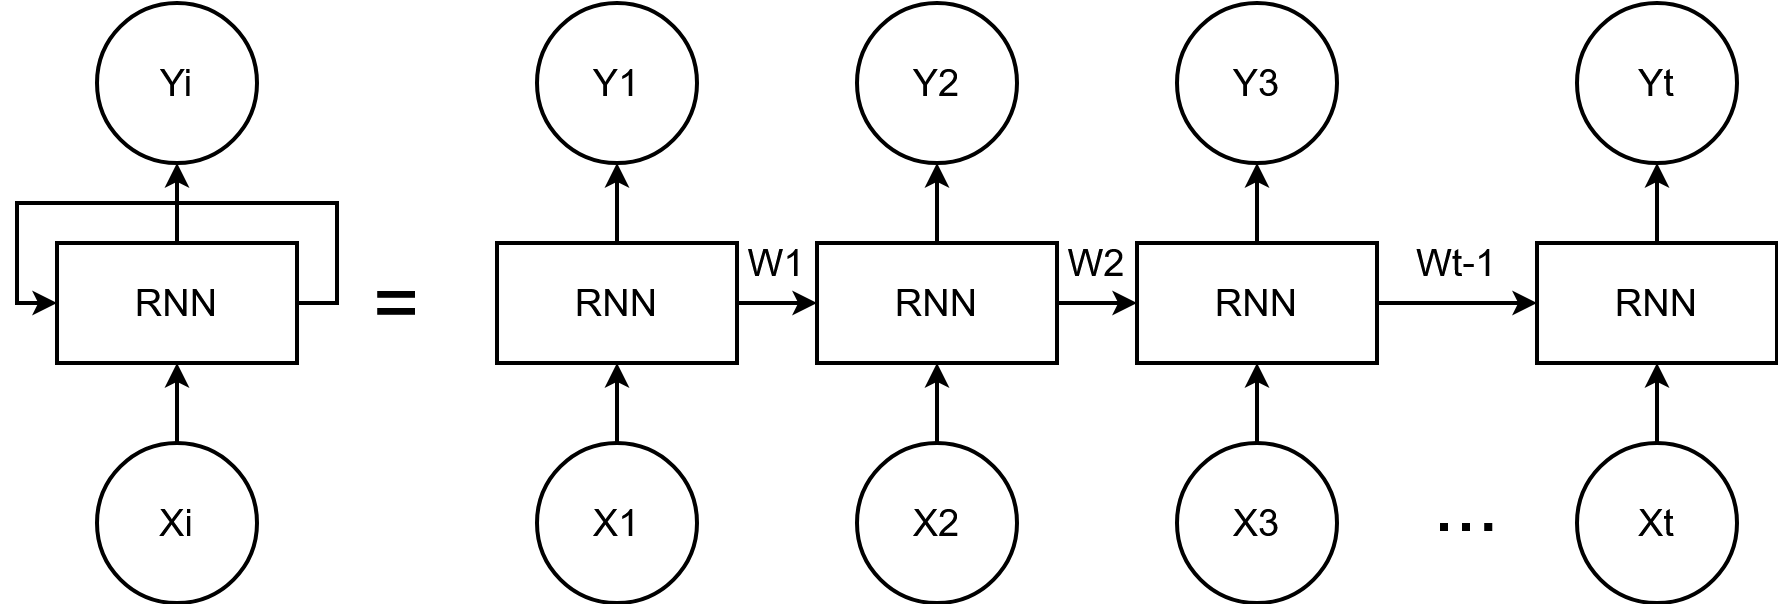 Yi Y1 Y2 Y3 Yt
W1 W2 Wt-1
RNN = RNN RNN RNN RNN
Xi X1 X2 X3 ... Xt